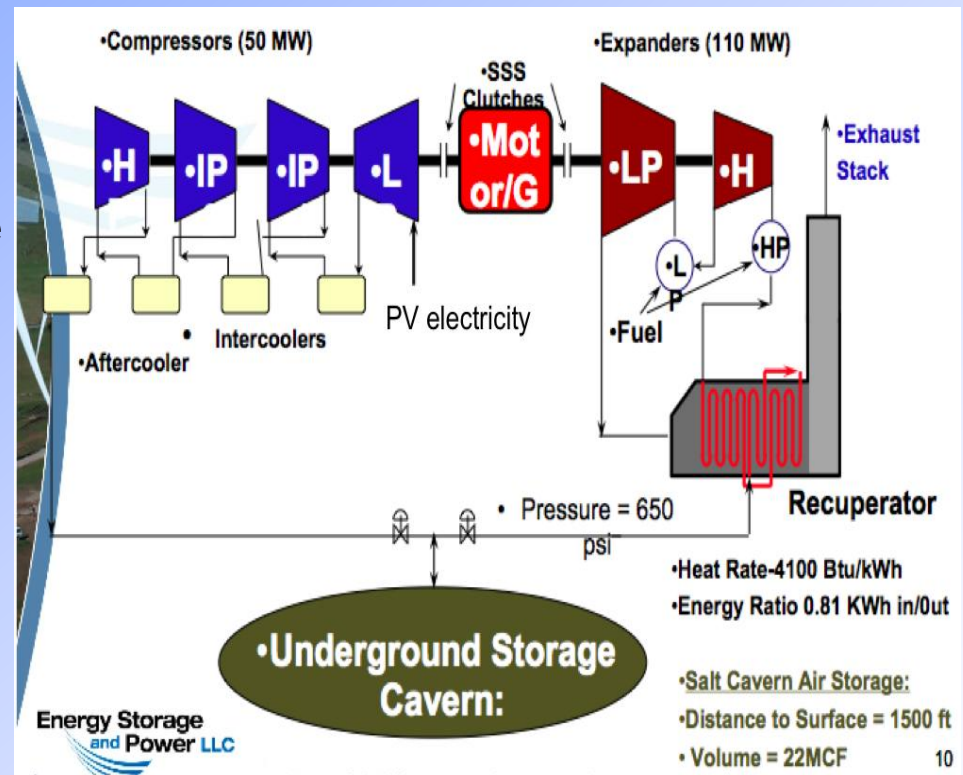 •Compressors (50 MW)
•Expanders (110 MW)
•SSS
Clutches
•H
•IP
•IP
•L
•Mot
or/G
•LP
•H
•Exhaust
Stack
•L
P
•HP
•Fuel
PV electricity
• Intercoolers
•Aftercooler
Recuperator
• Pressure = 650
psi
•Heat Rate-4100 Btu/kWh
•Energy Ratio 0.81 KWh in/0ut
•Underground Storage
Cavern:
•Salt Cavern Air Storage:
•Distance to Surface = 1500 ft
• Volume = 22MCF
Energy Storage
and Power LLC
10